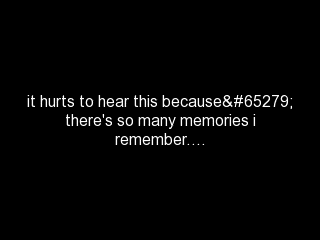 it hurts to hear this because&#65279;
there's so many memories i
remember....